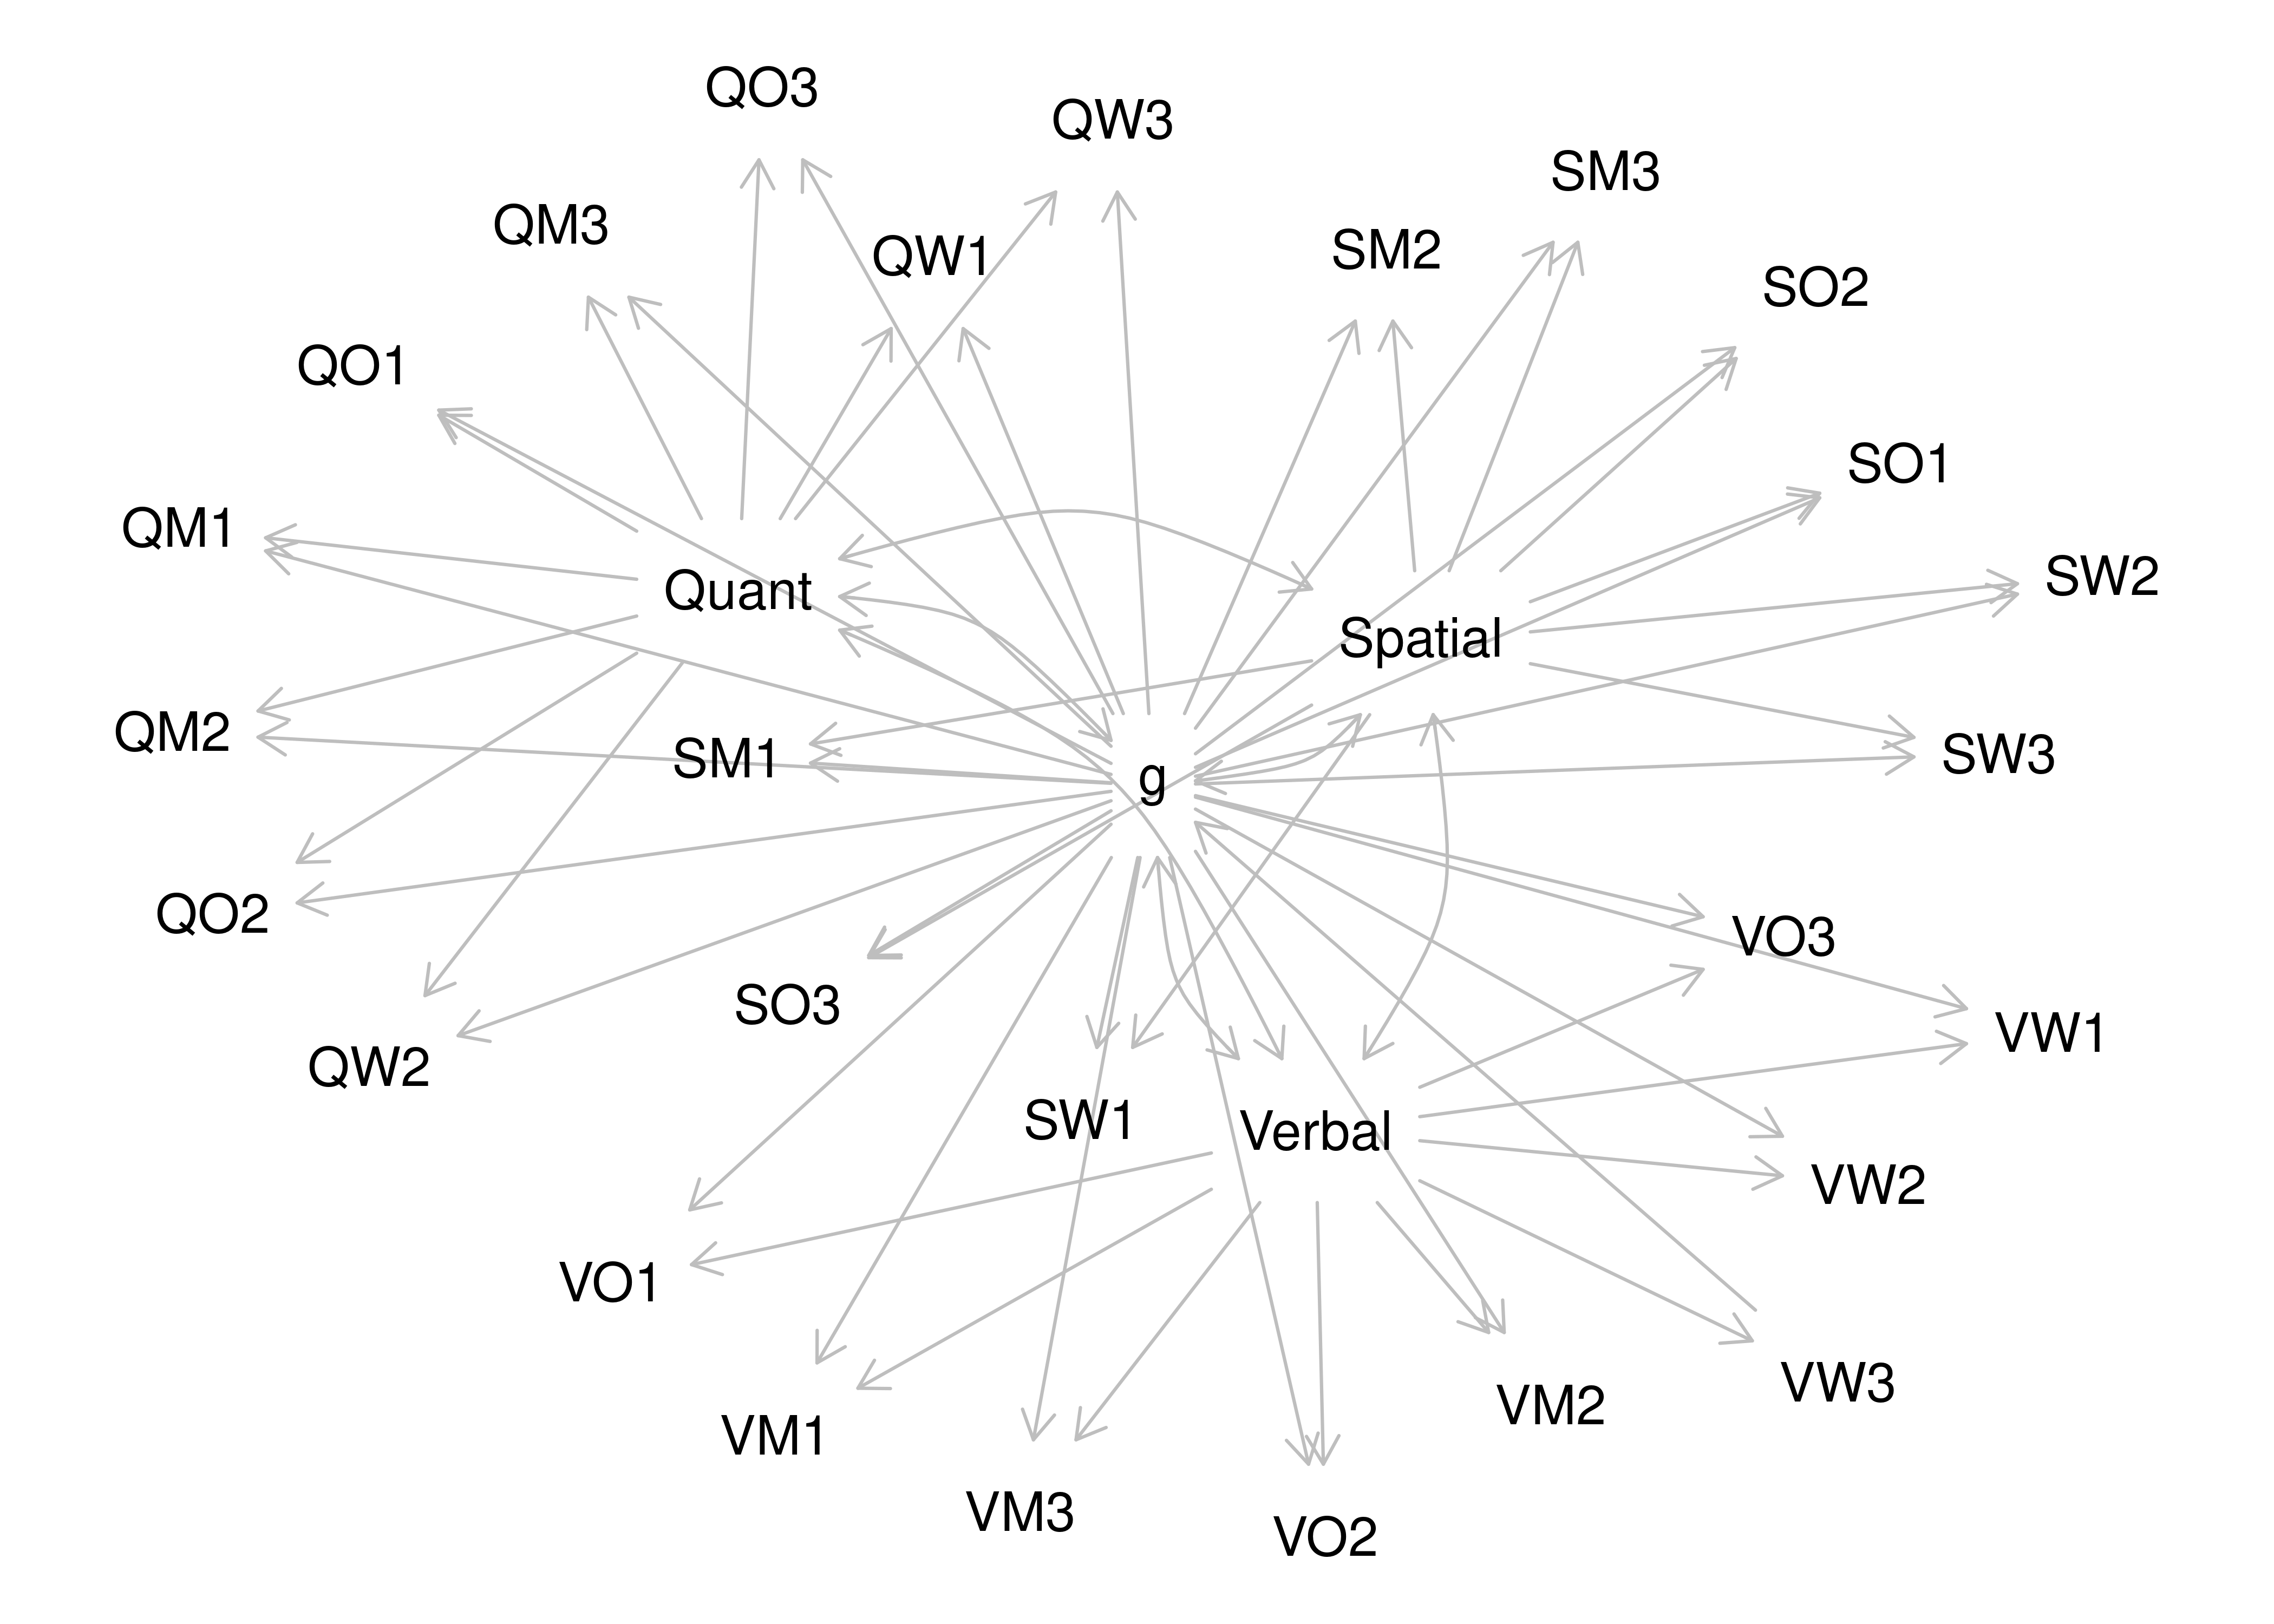 QO3
QW3
SM3
QM3
QW1
SM2
SO2
QO1
SO1
QM1
SW2
Quant
Spatial
QM2
SM1
g
SW3
QO2
VO3
SO3
VW1
QW2
SW1
Verbal
VW2
VO1
VW3
VM2
VM1
VM3
VO2